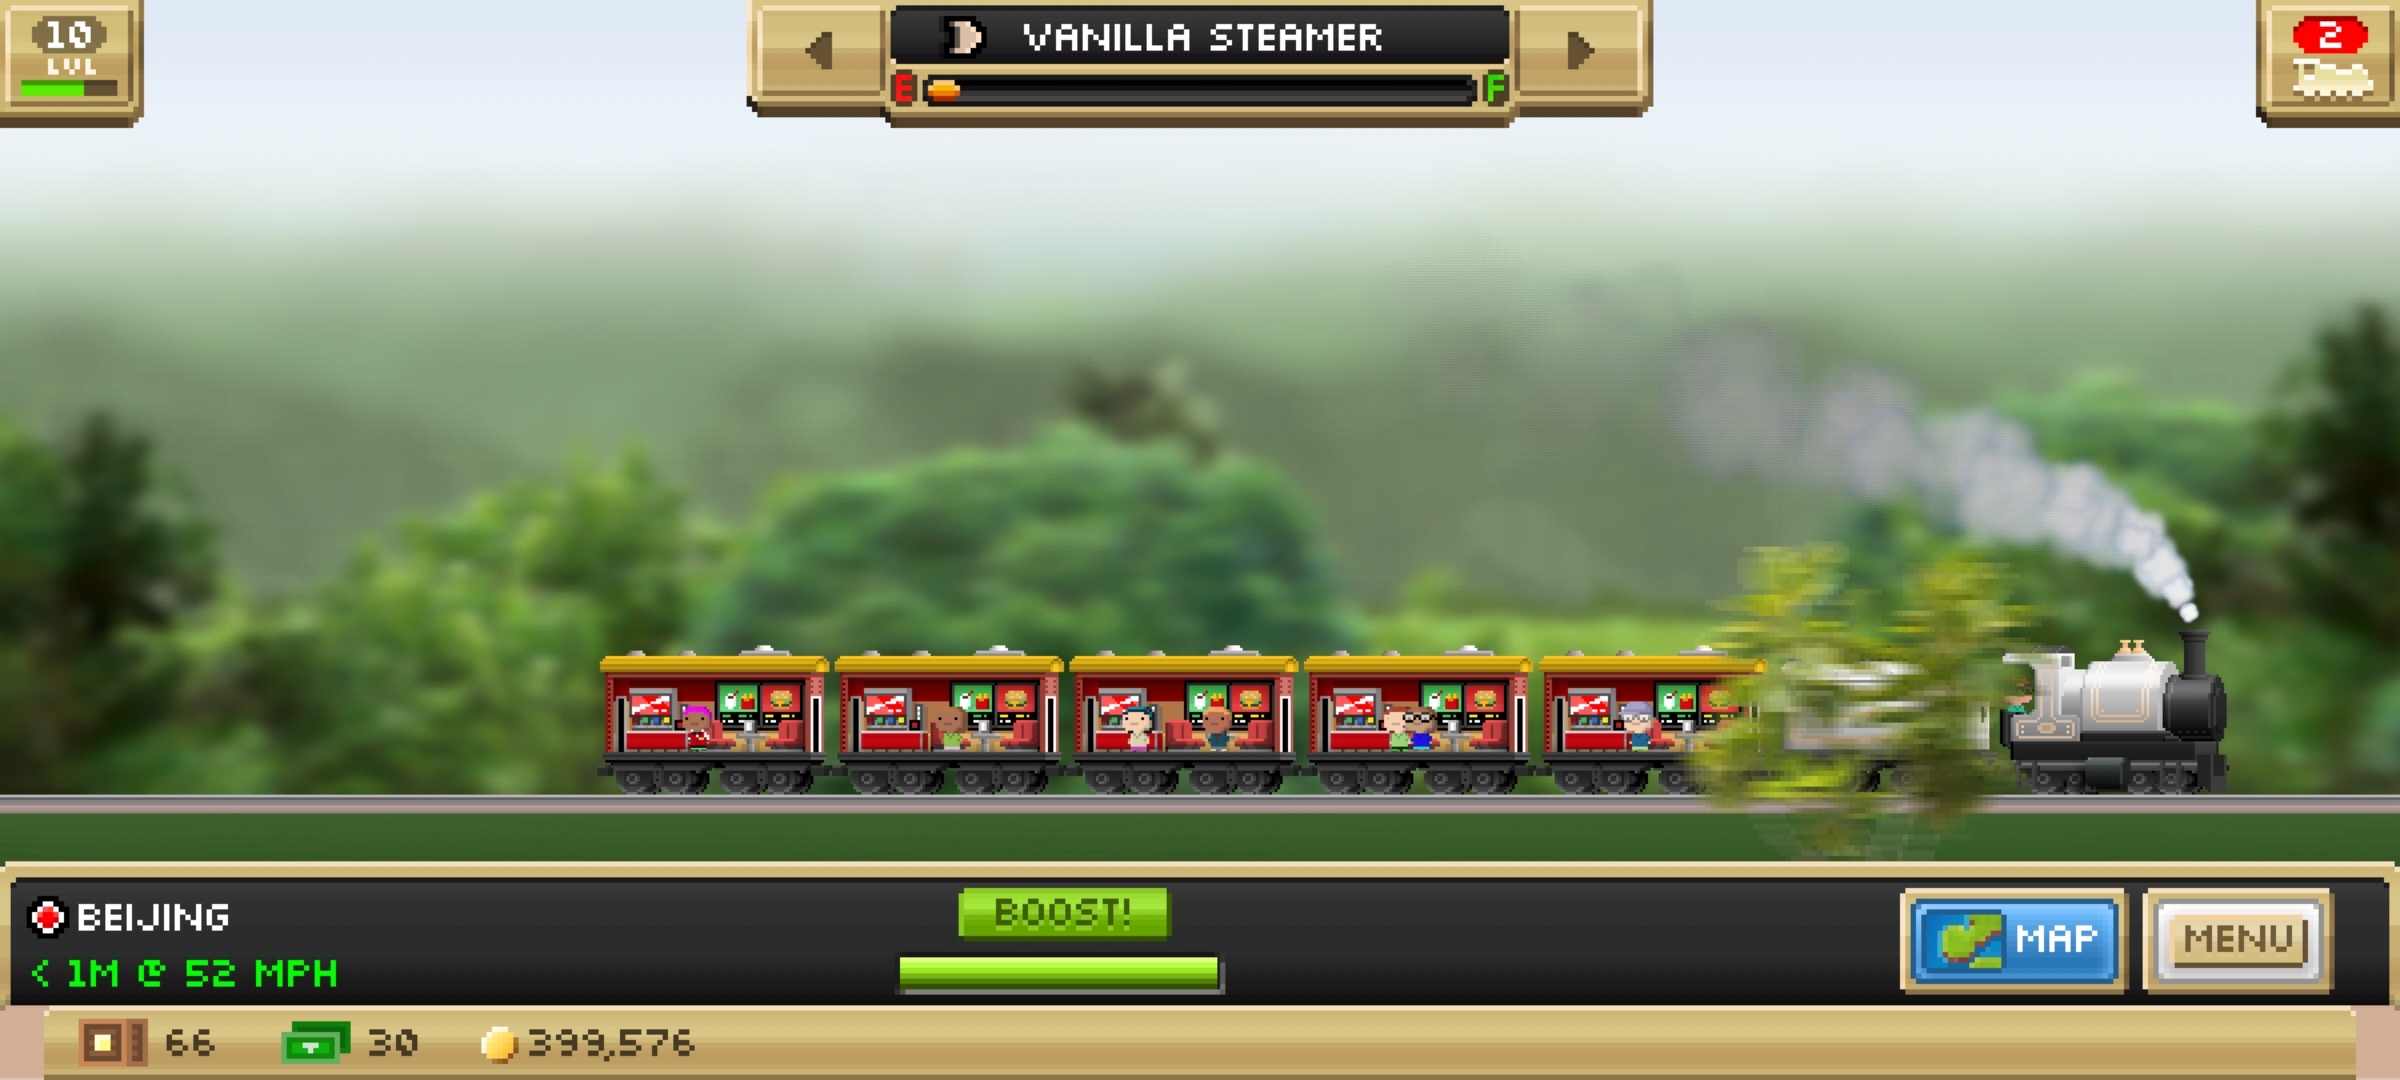 10
LVL
VANILLA STEAMER
E F
2
BEIJING
< 1M @ 52 MPH
BOOST!
MAP
MENU
66 30 399,576